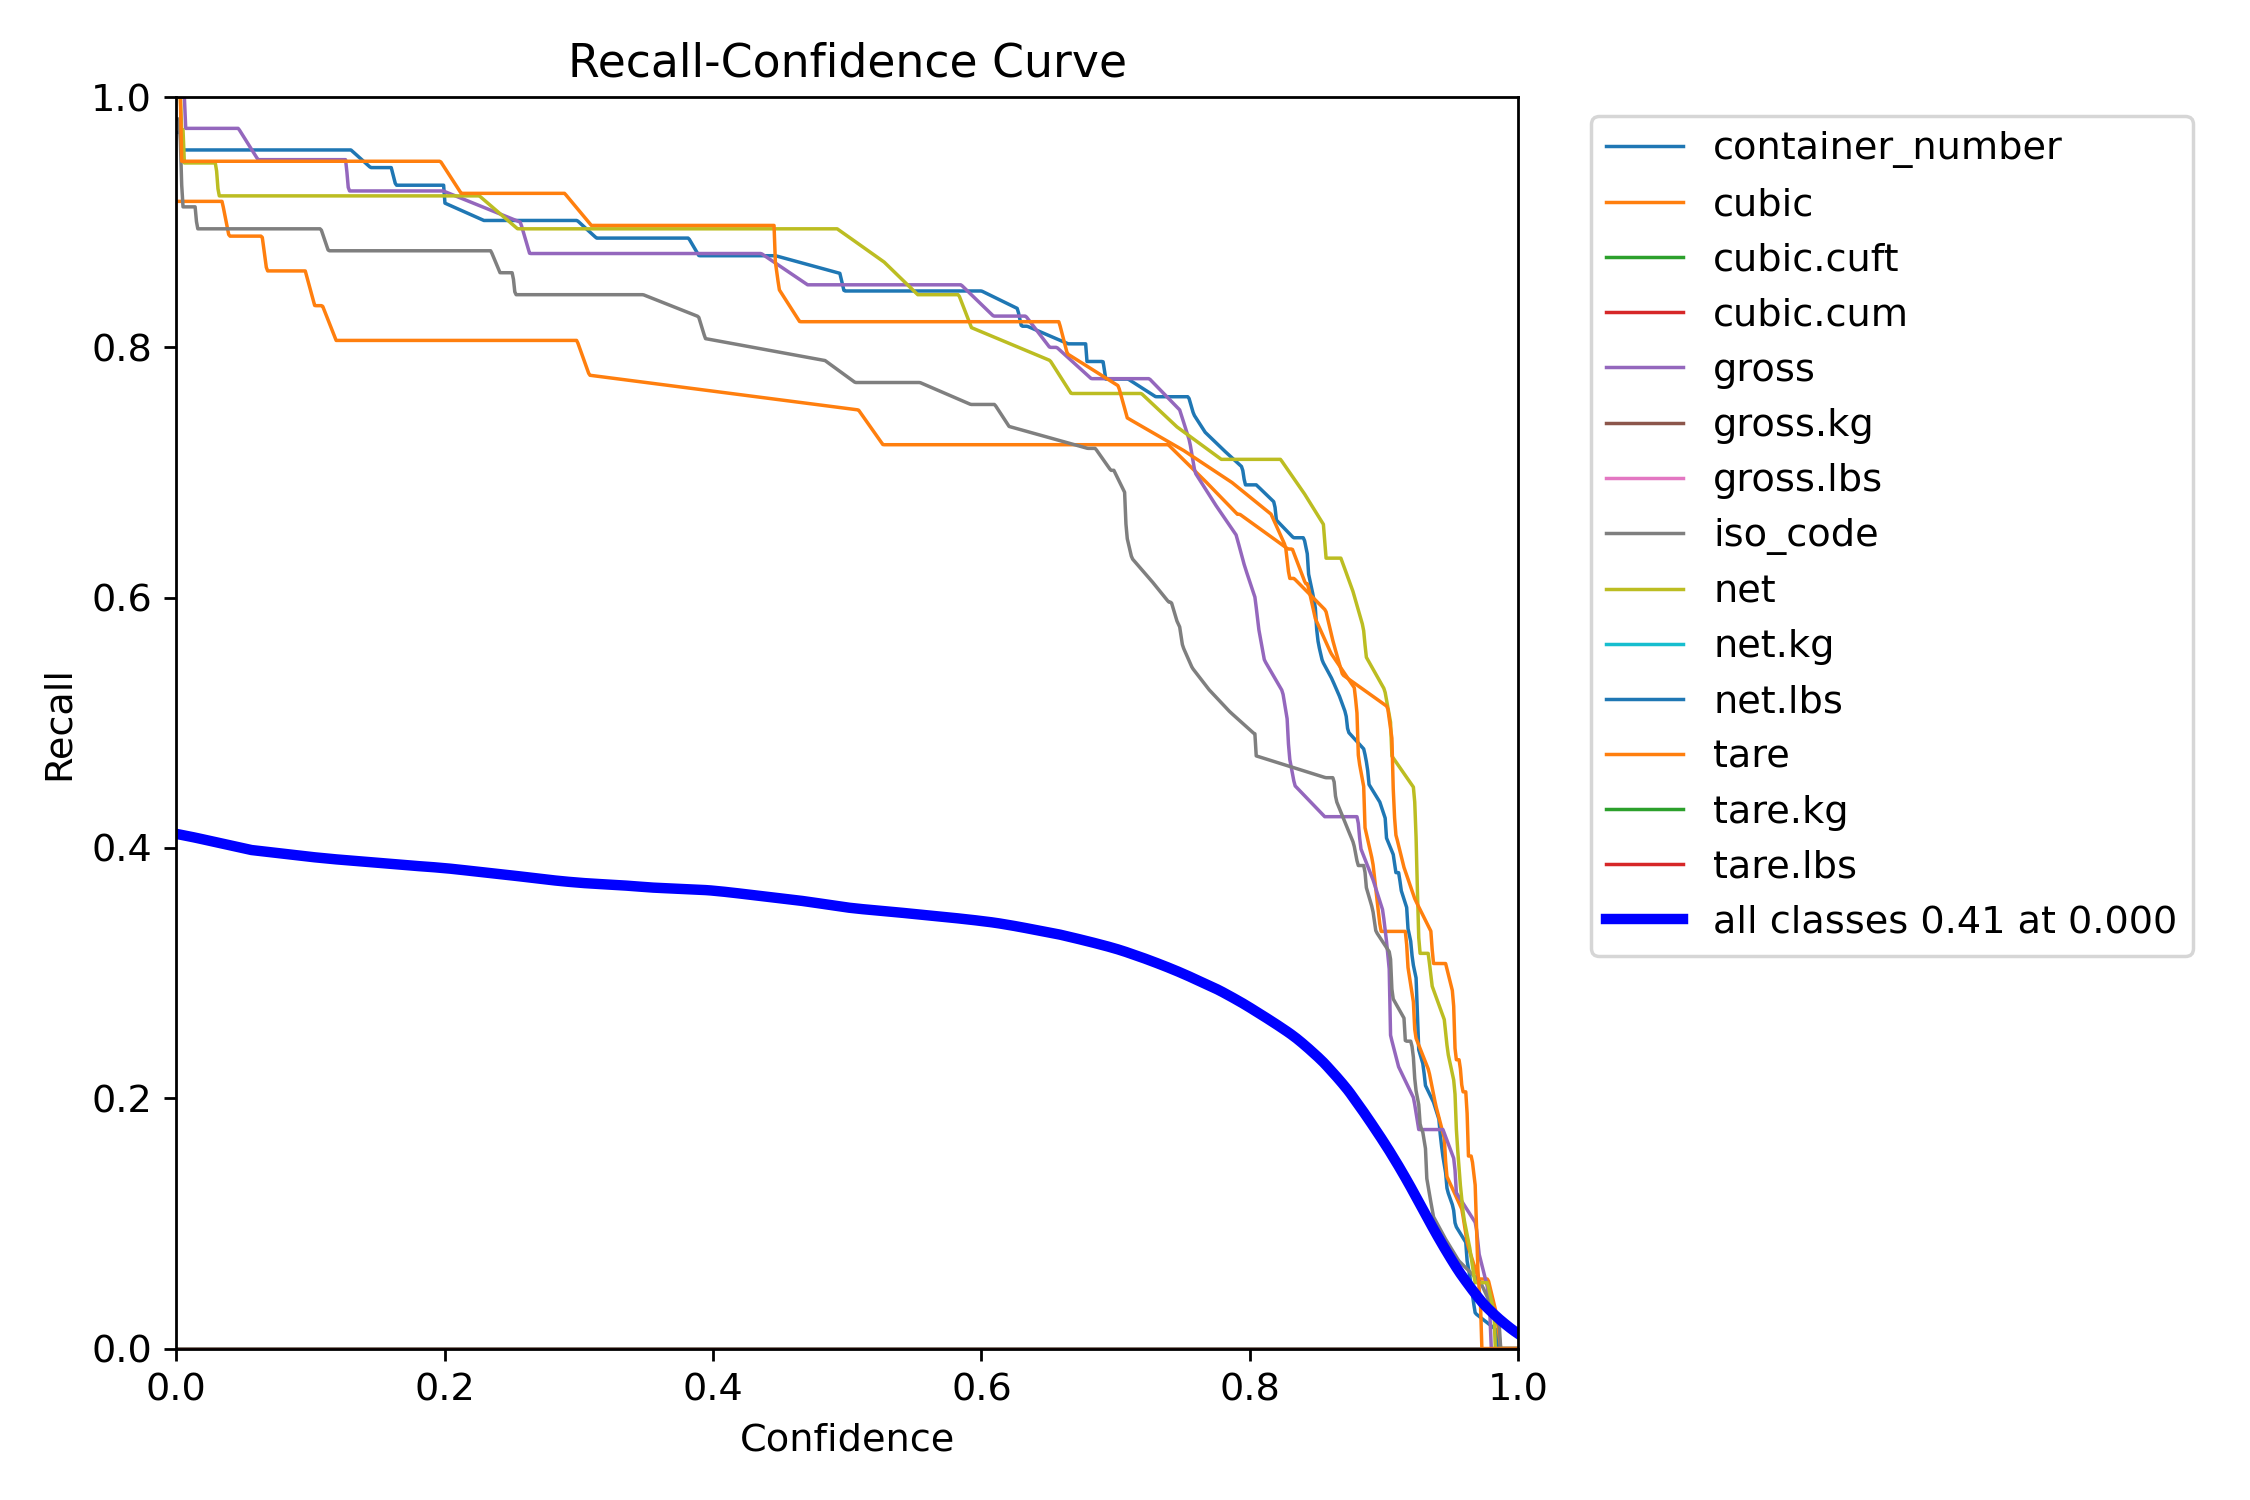 Recall-Confidence Curve
1.0
0.8
0.6
0.4
0.2
0.0
Recall
0.0 0.2 0.4 0.6 0.8 1.0
Confidence
container_number
cubic
cubic.cuft
cubic.cum
gross
gross.kg
gross.lbs
iso_code
net
net.kg
net.lbs
tare
tare.kg
tare.lbs
all classes 0.41 at 0.000